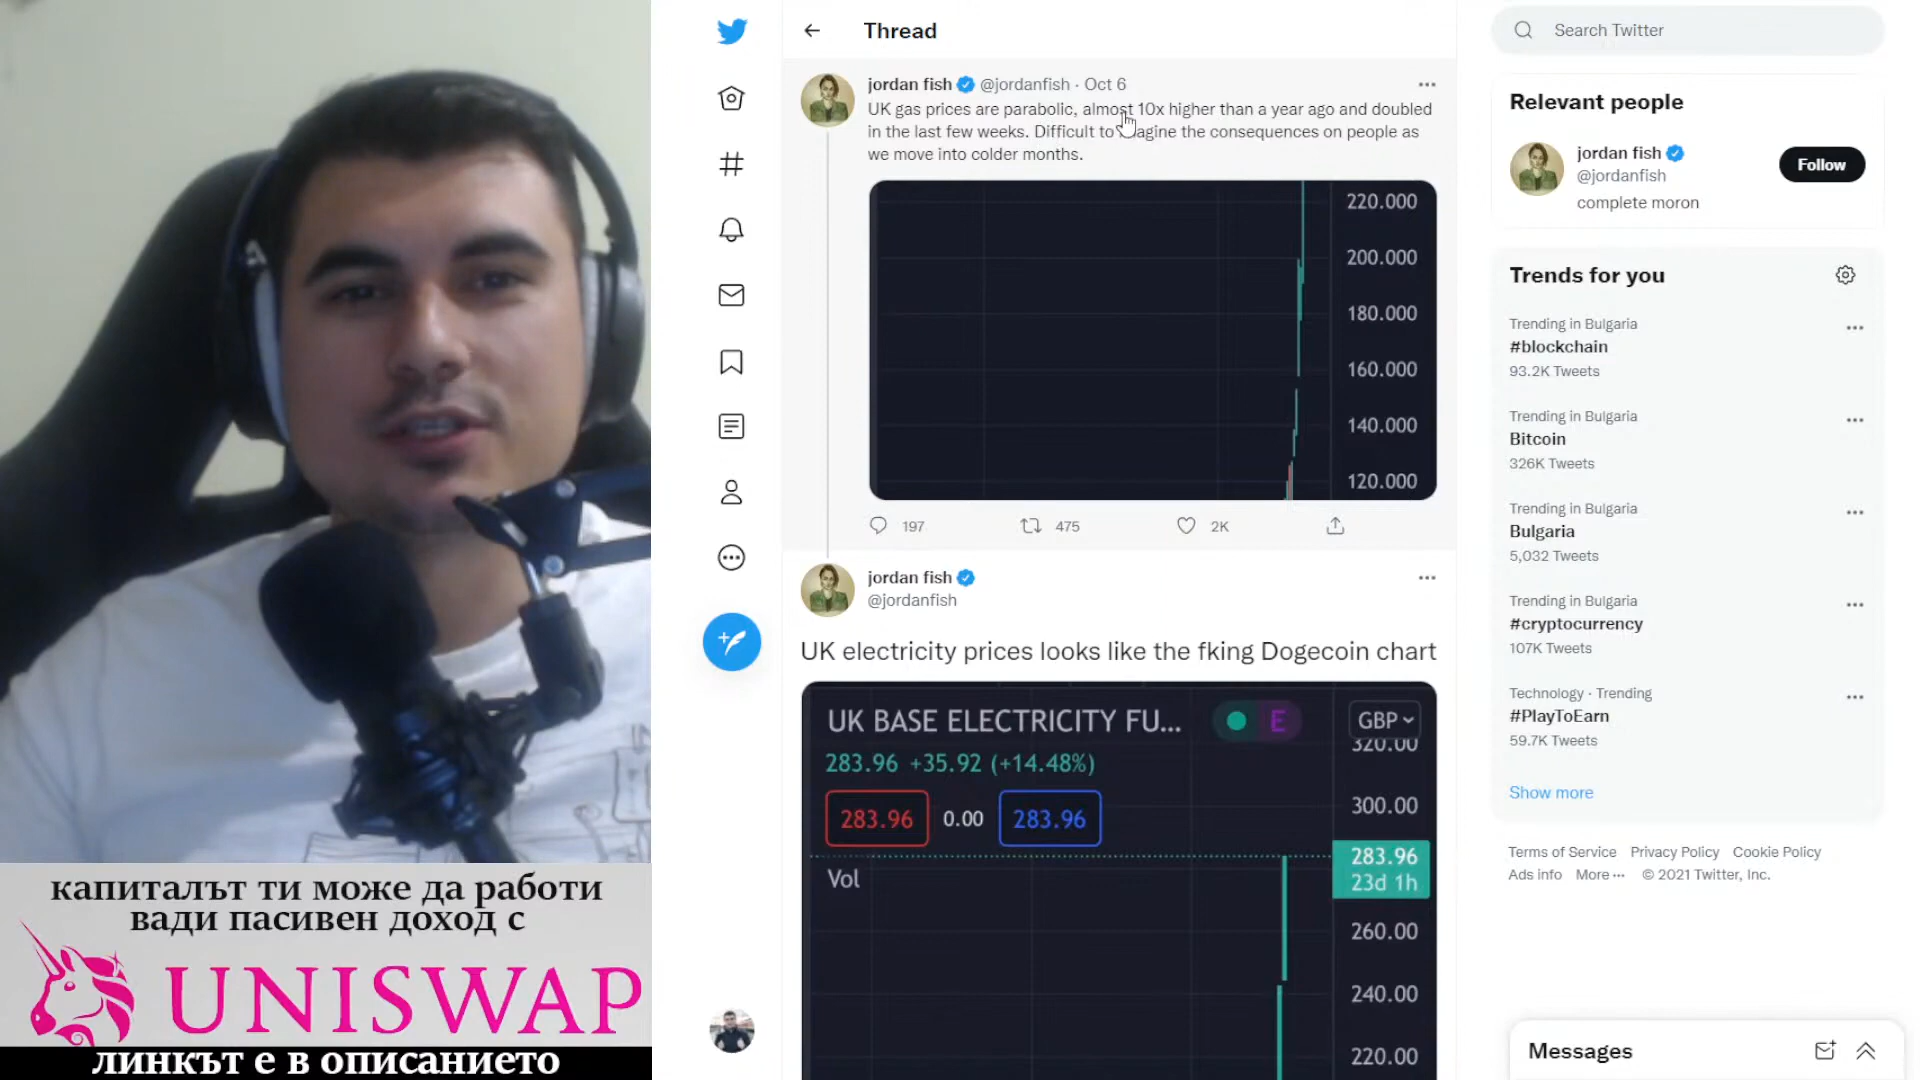 Thread
jordan fish @jordanfish · Oct 6
UK gas prices are parabolic, almost 10x higher than a year ago and doubled
in the last few weeks. Difficult to imagine the consequences on people as
we move into colder months.
220.000
200.000
180.000
160.000
140.000
120.000
197 475 2K
jordan fish
@jordanfish
UK electricity prices looks like the fking Dogecoin chart
UK BASE ELECTRICITY FU... E GBP
320.00
283.96 +35.92 (+14.48%)
283.96 0.00 283.96
300.00
283.96
23d 1h
Vol
260.00
240.00
220.00
Search Twitter
Relevant people
jordan fish
@jordanfish
Follow
complete moron
Trends for you
Trending in Bulgaria
#blockchain
93.2K Tweets
Trending in Bulgaria
Bitcoin
326K Tweets
Trending in Bulgaria
Bulgaria
5,032 Tweets
Trending in Bulgaria
#cryptocurrency
107K Tweets
Technology · Trending
#PlayToEarn
59.7K Tweets
Show more
Terms of Service Privacy Policy Cookie Policy
Ads info More ··· © 2021 Twitter, Inc.
Messages
капиталът ти може да работи
вади пасивен доход с
UNISWAP
линкът е в описанието